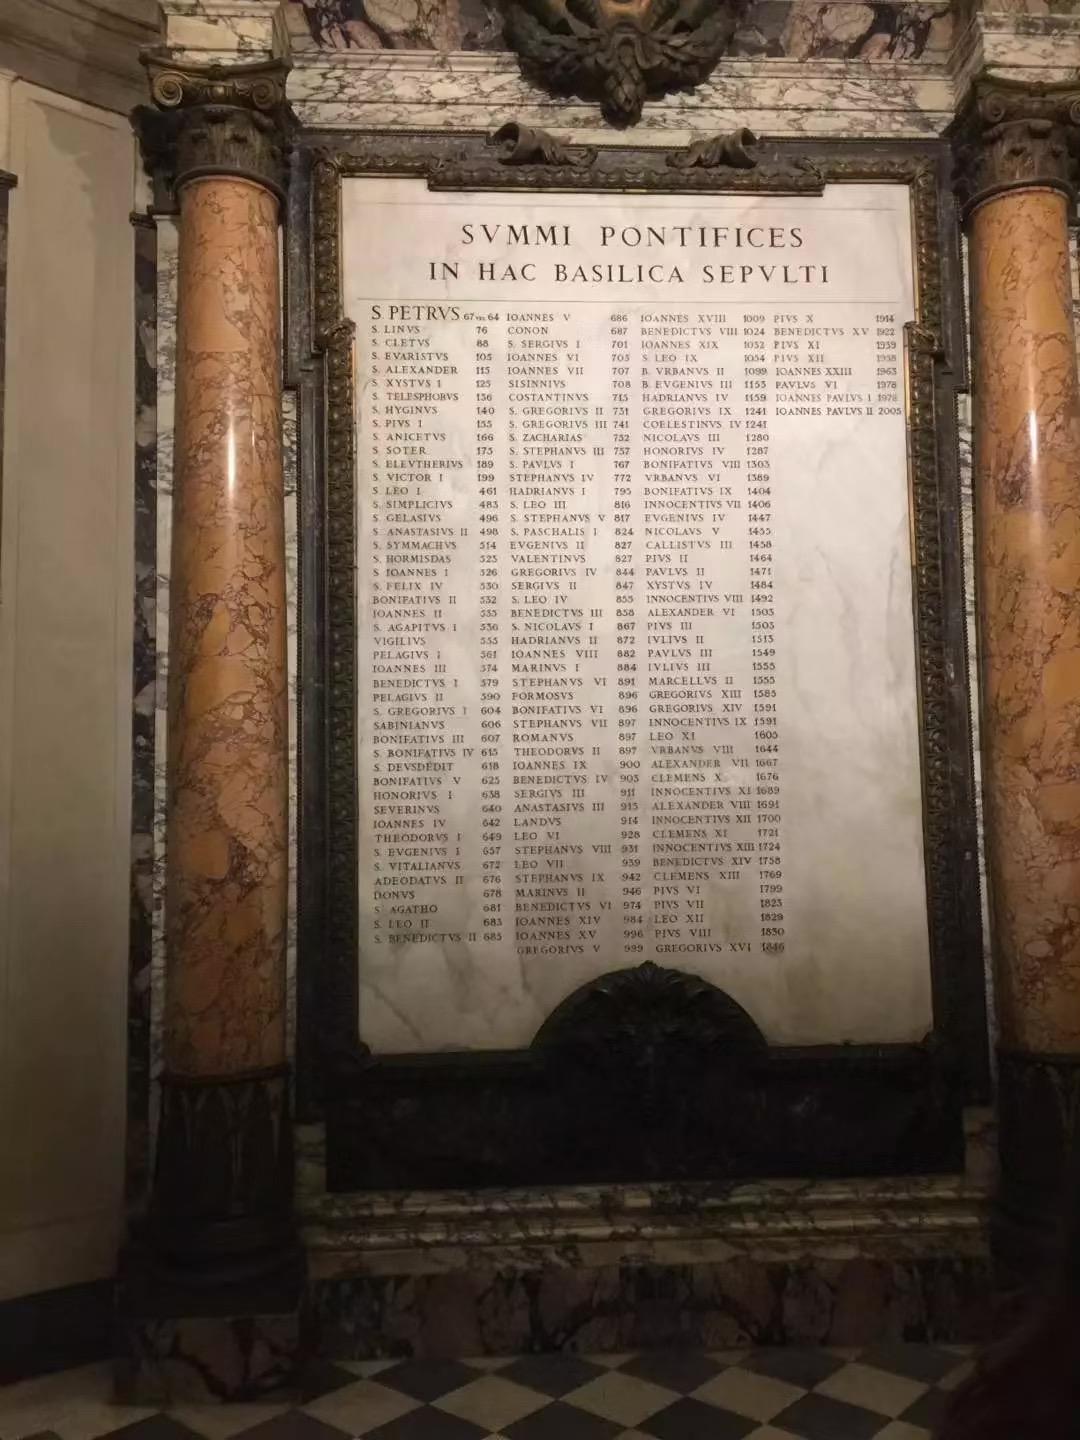 SVMMI PONTIFICES
IN HAC BASILICA SEPVLTI
S. PETRVS 67 vel 64
S. LINVS 76
S. CLETVS 88
S. EVARISTVS 105
S. ALEXANDER 115
S. XYSTVS I 125
S. TELESPHORVS 136
S. HYGINVS 140
S. PIVS I 155
S. ANICETVS 166
S. SOTER 175
S. ELEVTHERIVS 189
S. VICTOR I 199
S. LEO I 461
S. SIMPLICIVS 483
S. GELASIVS 496
S. ANASTASIVS II 498
S. SYMMACHVS 514
S. HORMISDAS 523
S. IOANNES I 526
S. FELIX IV 530
BONIFATIVS II 532
IOANNES II 535
S. AGAPITVS I 536
VIGILIVS 555
PELAGIVS I 561
IOANNES III 574
BENEDICTVS I 579
PELAGIVS II 590
S. GREGORIVS I 604
SABINIANVS 606
BONIFATIVS III 607
S. BONIFATIVS IV 615
S. DEVSDEDIT 618
BONIFATIVS V 625
HONORIVS I 638
SEVERINVS 640
IOANNES IV 642
THEODORVS I 649
S. EVGENIVS I 657
S. VITALIANVS 672
ADEODATVS II 676
DONVS 678
S. AGATHO 681
S. LEO II 683
S. BENEDICTVS II 685
IOANNES V 686
CONON 687
S. SERGIVS I 701
IOANNES VI 705
IOANNES VII 707
SISINNIVS 708
COSTANTINVS 715
S. GREGORIVS II 731
S. GREGORIVS III 741
S. ZACHARIAS 752
S. STEPHANVS III 757
S. PAVLVS I 767
STEPHANVS IV 772
HADRIANVS I 795
S. LEO III 816
S. STEPHANVS V 817
S. PASCHALIS I 824
EVGENIVS II 827
VALENTINVS 827
GREGORIVS IV 844
SERGIVS II 847
S. LEO IV 855
BENEDICTVS III 858
S. NICOLAVS I 867
HADRIANVS II 872
IOANNES VIII 882
MARINVS I 884
STEPHANVS VI 891
FORMOSVS 896
BONIFATIVS VI 896
STEPHANVS VII 897
ROMANVS 897
THEODORVS II 897
IOANNES IX 900
BENEDICTVS IV 903
SERGIVS III 911
ANASTASIVS III 913
LANDVS 914
LEO VI 928
STEPHANVS VIII 931
LEO VII 939
STEPHANVS IX 942
MARINVS II 946
BENEDICTVS VI 974
IOANNES XIV 984
IOANNES XV 996
GREGORIVS V 999
IOANNES XVIII 1009
BENEDICTVS VIII 1024
IOANNES XIX 1032
S. LEO IX 1054
B. VRBANVS II 1099
B. EVGENIVS III 1153
HADRIANVS IV 1159
GREGORIVS IX 1241
COELESTINVS IV 1241
NICOLAVS III 1280
HONORIVS IV 1287
BONIFATIVS VIII 1303
VRBANVS VI 1389
BONIFATIVS IX 1404
INNOCENTIVS VII 1406
EVGENIVS IV 1447
NICOLAVS V 1455
CALLISTVS III 1458
PIVS II 1464
PAVLVS II 1471
XYSTVS IV 1484
INNOCENTIVS VIII 1492
ALEXANDER VI 1503
PIVS III 1503
IVLIVS II 1513
PAVLVS III 1549
IVLIVS III 1555
MARCELLVS II 1555
GREGORIVS XIII 1585
GREGORIVS XIV 1591
INNOCENTIVS IX 1591
LEO XI 1605
VRBANVS VIII 1644
ALEXANDER VII 1667
CLEMENS X 1676
INNOCENTIVS XI 1689
ALEXANDER VIII 1691
INNOCENTIVS XII 1700
CLEMENS XI 1721
INNOCENTIVS XIII 1724
BENEDICTVS XIV 1758
CLEMENS XIII 1769
PIVS VI 1799
PIVS VII 1823
LEO XII 1829
PIVS VIII 1830
GREGORIVS XVI 1846
PIVS X 1914
BENEDICTVS XV 1922
PIVS XI 1939
PIVS XII 1958
IOANNES XXIII 1963
PAVLVS VI 1978
IOANNES PAVLVS I 1978
IOANNES PAVLVS II 2005